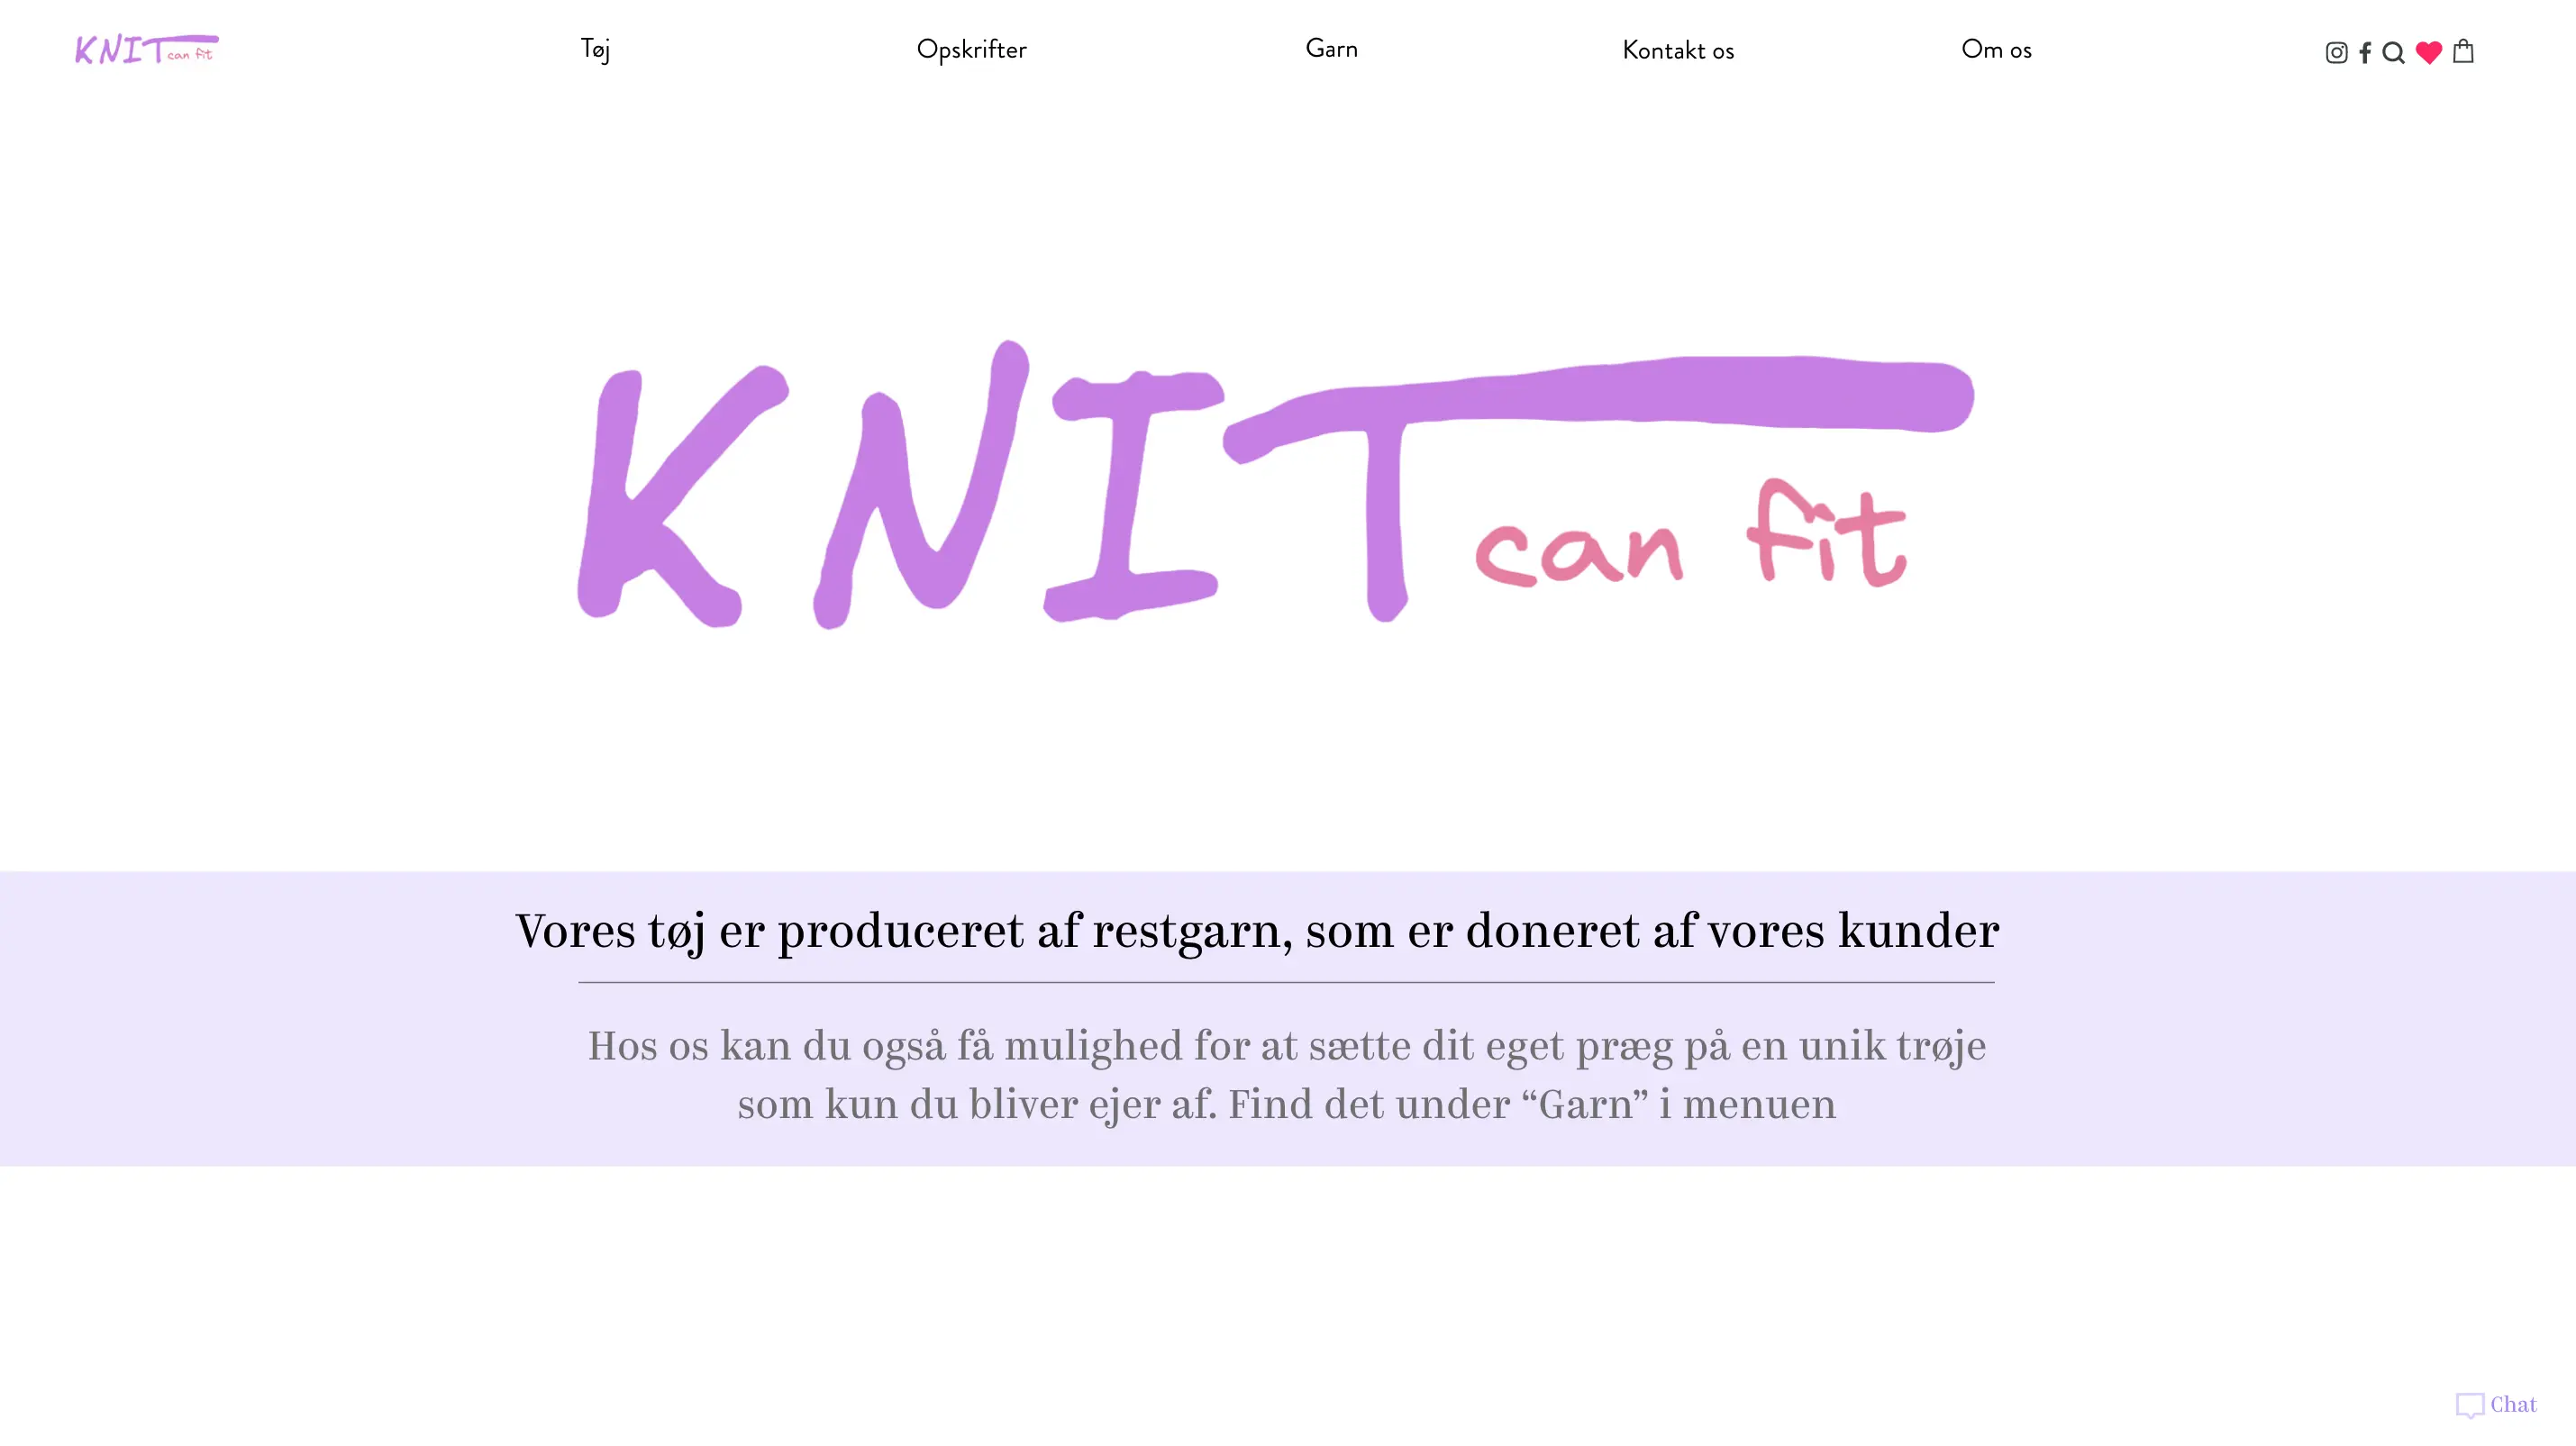 KNIT can fit
Tøj
Opskrifter
Garn
Kontakt os
Om os
KNIT can fit
Vores tøj er produceret af restgarn, som er doneret af vores kunder
Hos os kan du også få mulighed for at sætte dit eget præg på en unik trøje
som kun du bliver ejer af. Find det under “Garn” i menuen
Chat